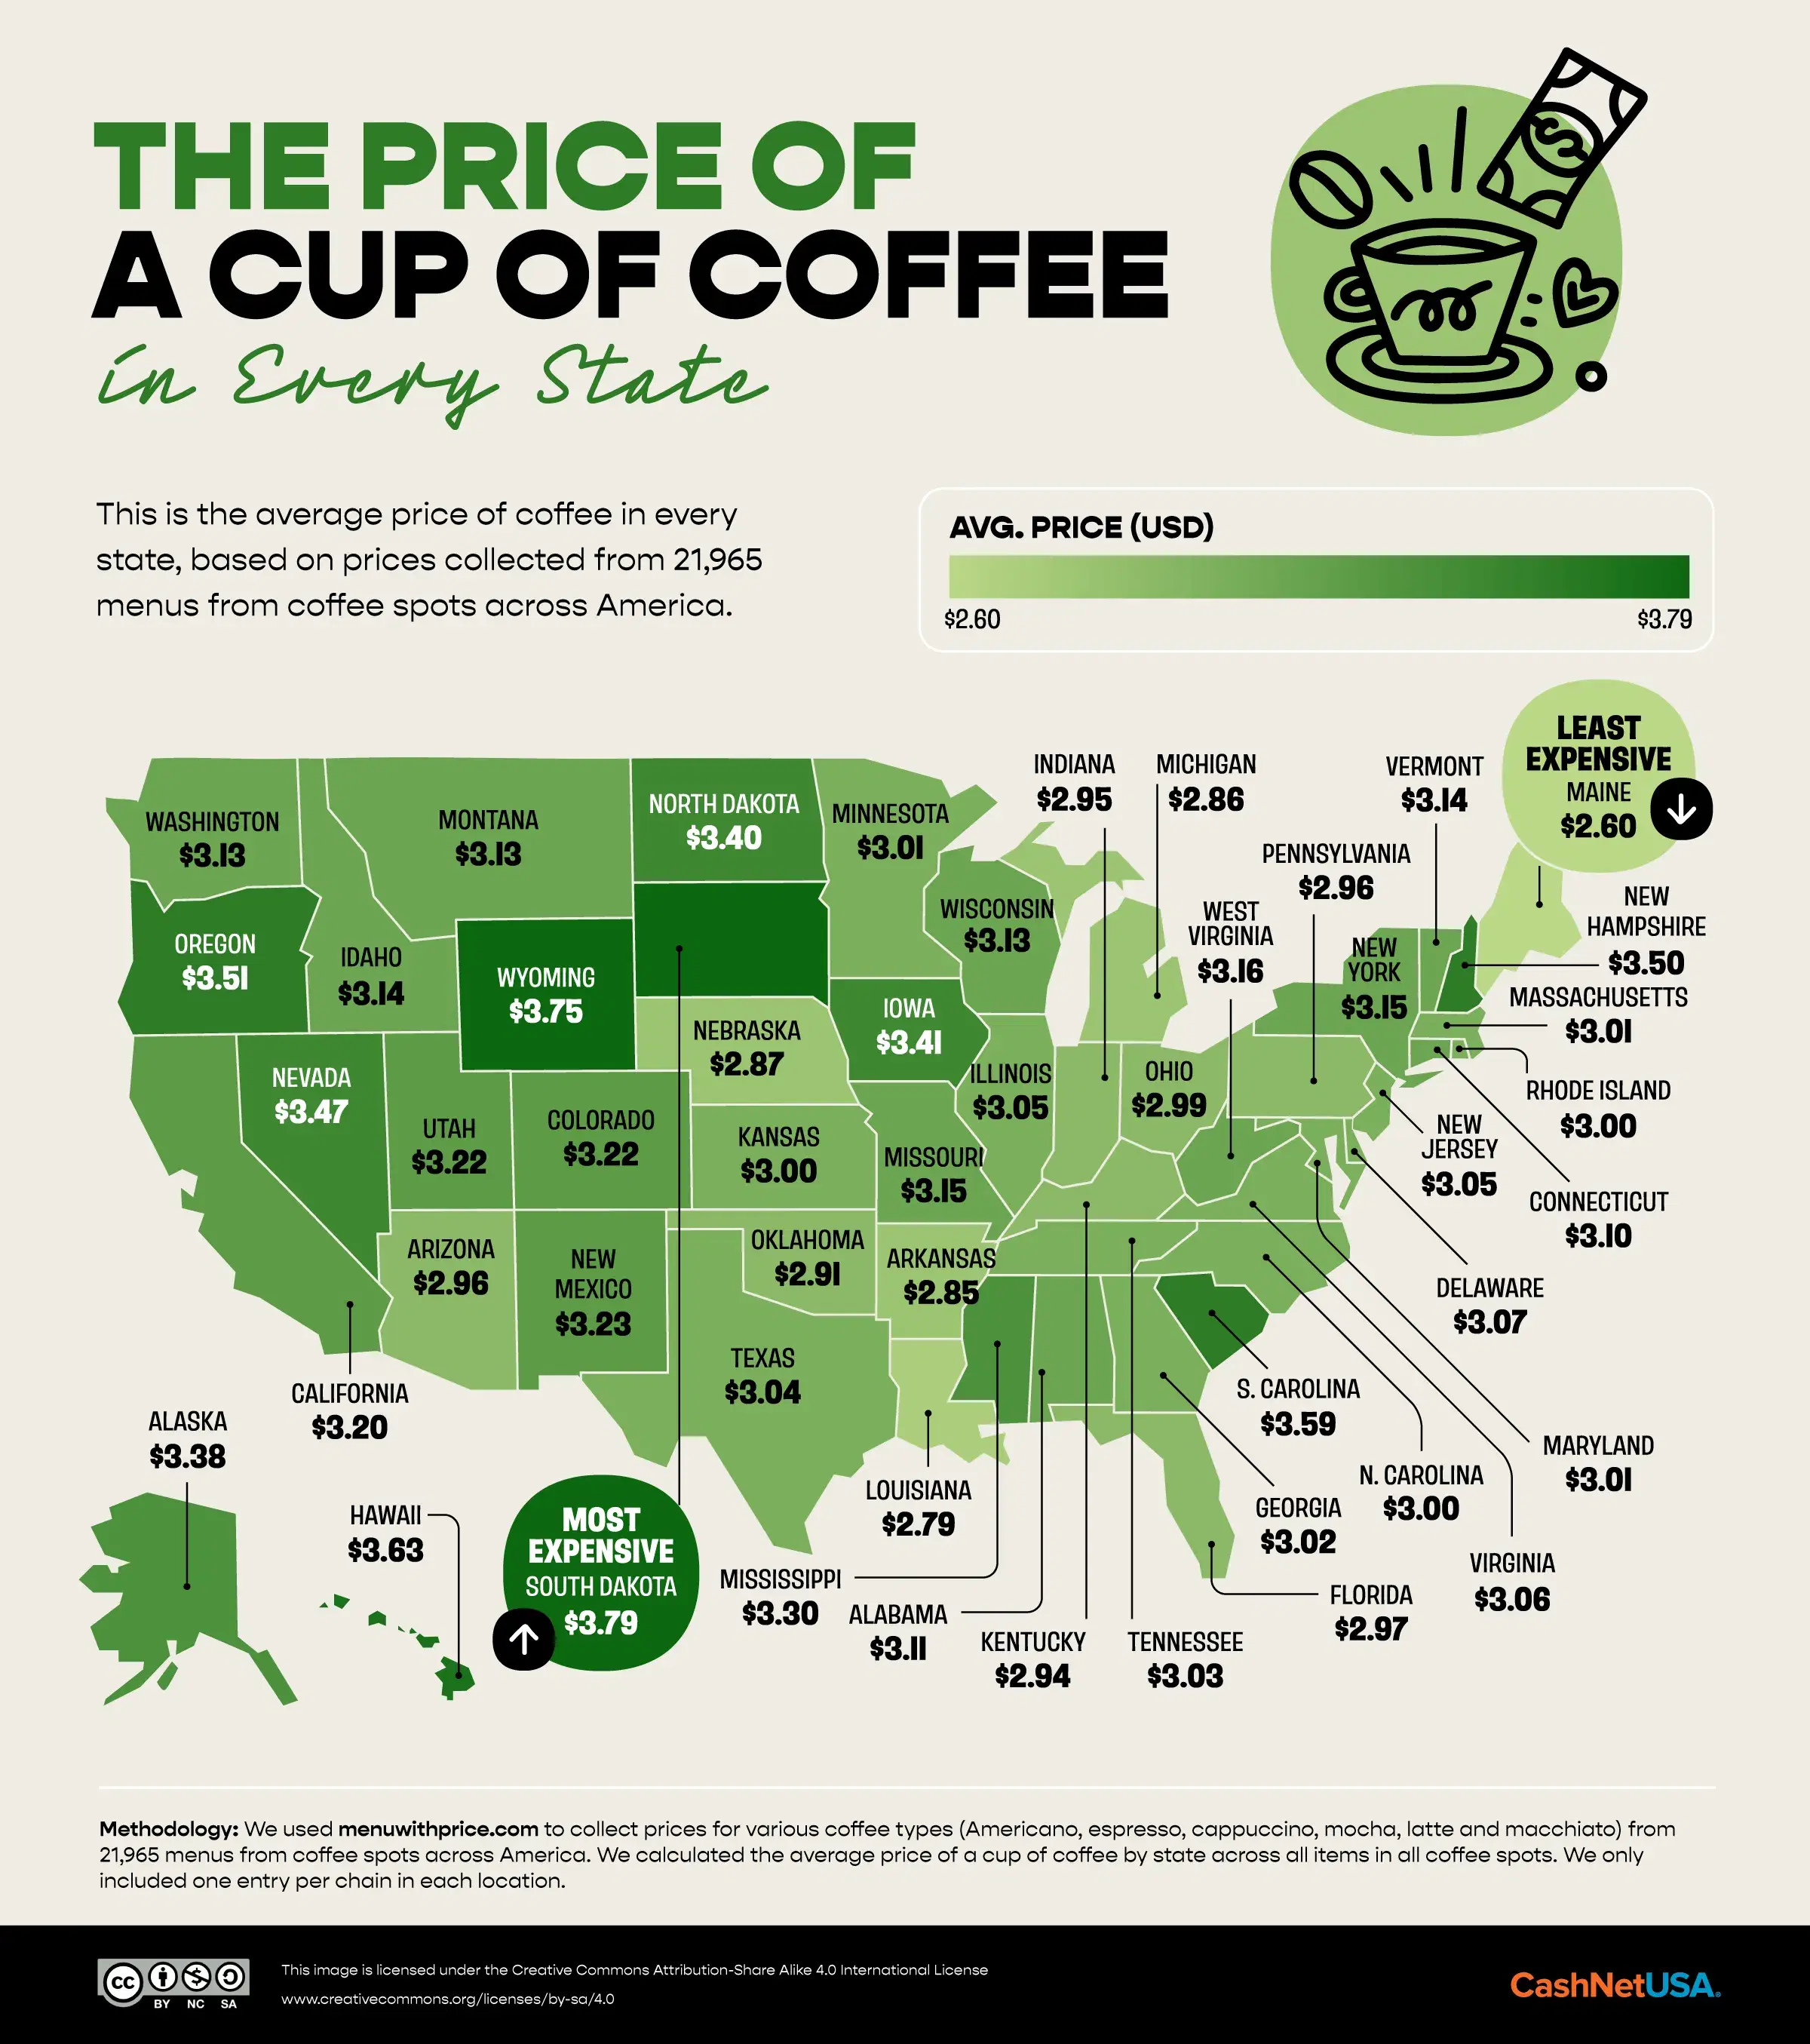 THE PRICE OF
A CUP OF COFFEE
in Every State
This is the average price of coffee in every
state, based on prices collected from 21,965
menus from coffee spots across America.
AVG. PRICE (USD)
$2.60
$3.79
LEAST
EXPENSIVE
MAINE
$2.60
INDIANA
$2.95
MICHIGAN
$2.86
VERMONT
$3.14
WASHINGTON
$3.13
MONTANA
$3.13
NORTH DAKOTA
$3.40
MINNESOTA
$3.01
PENNSYLVANIA
$2.96
NEW
HAMPSHIRE
$3.50
WISCONSIN
$3.13
WEST
VIRGINIA
$3.16
OREGON
$3.51
IDAHO
$3.14
WYOMING
$3.75
NEW
YORK
$3.15
MASSACHUSETTS
$3.01
IOWA
$3.41
NEBRASKA
$2.87
NEVADA
$3.47
ILLINOIS
$3.05
OHIO
$2.99
RHODE ISLAND
$3.00
UTAH
$3.22
COLORADO
$3.22
KANSAS
$3.00
MISSOURI
$3.15
NEW
JERSEY
$3.05
CONNECTICUT
$3.10
ARIZONA
$2.96
NEW
MEXICO
$3.23
OKLAHOMA
$2.91
ARKANSAS
$2.85
DELAWARE
$3.07
TEXAS
$3.04
CALIFORNIA
$3.20
S. CAROLINA
$3.59
ALASKA
$3.38
MARYLAND
$3.01
N. CAROLINA
$3.00
LOUISIANA
$2.79
GEORGIA
$3.02
HAWAII
$3.63
MOST
EXPENSIVE
SOUTH DAKOTA
$3.79
MISSISSIPPI
$3.30
ALABAMA
$3.11
KENTUCKY
$2.94
TENNESSEE
$3.03
FLORIDA
$2.97
VIRGINIA
$3.06
Methodology: We used menuwithprice.com to collect prices for various coffee types (Americano, espresso, cappuccino, mocha, latte and macchiato) from
21,965 menus from coffee spots across America. We calculated the average price of a cup of coffee by state across all items in all coffee spots. We only
included one entry per chain in each location.
cc
BY NC SA
This image is licensed under the Creative Commons Attribution-Share Alike 4.0 International License
www.creativecommons.org/licenses/by-sa/4.0
CashNetUSA®